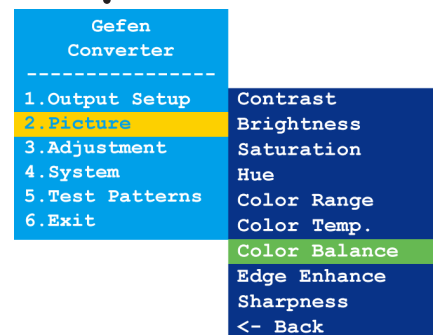 Gefen
Converter
----------------
1.Output Setup
2.Picture
3.Adjustment
4.System
5.Test Patterns
6.Exit
Contrast
Brightness
Saturation
Hue
Color Range
Color Temp.
Color Balance
Edge Enhance
Sharpness
<- Back